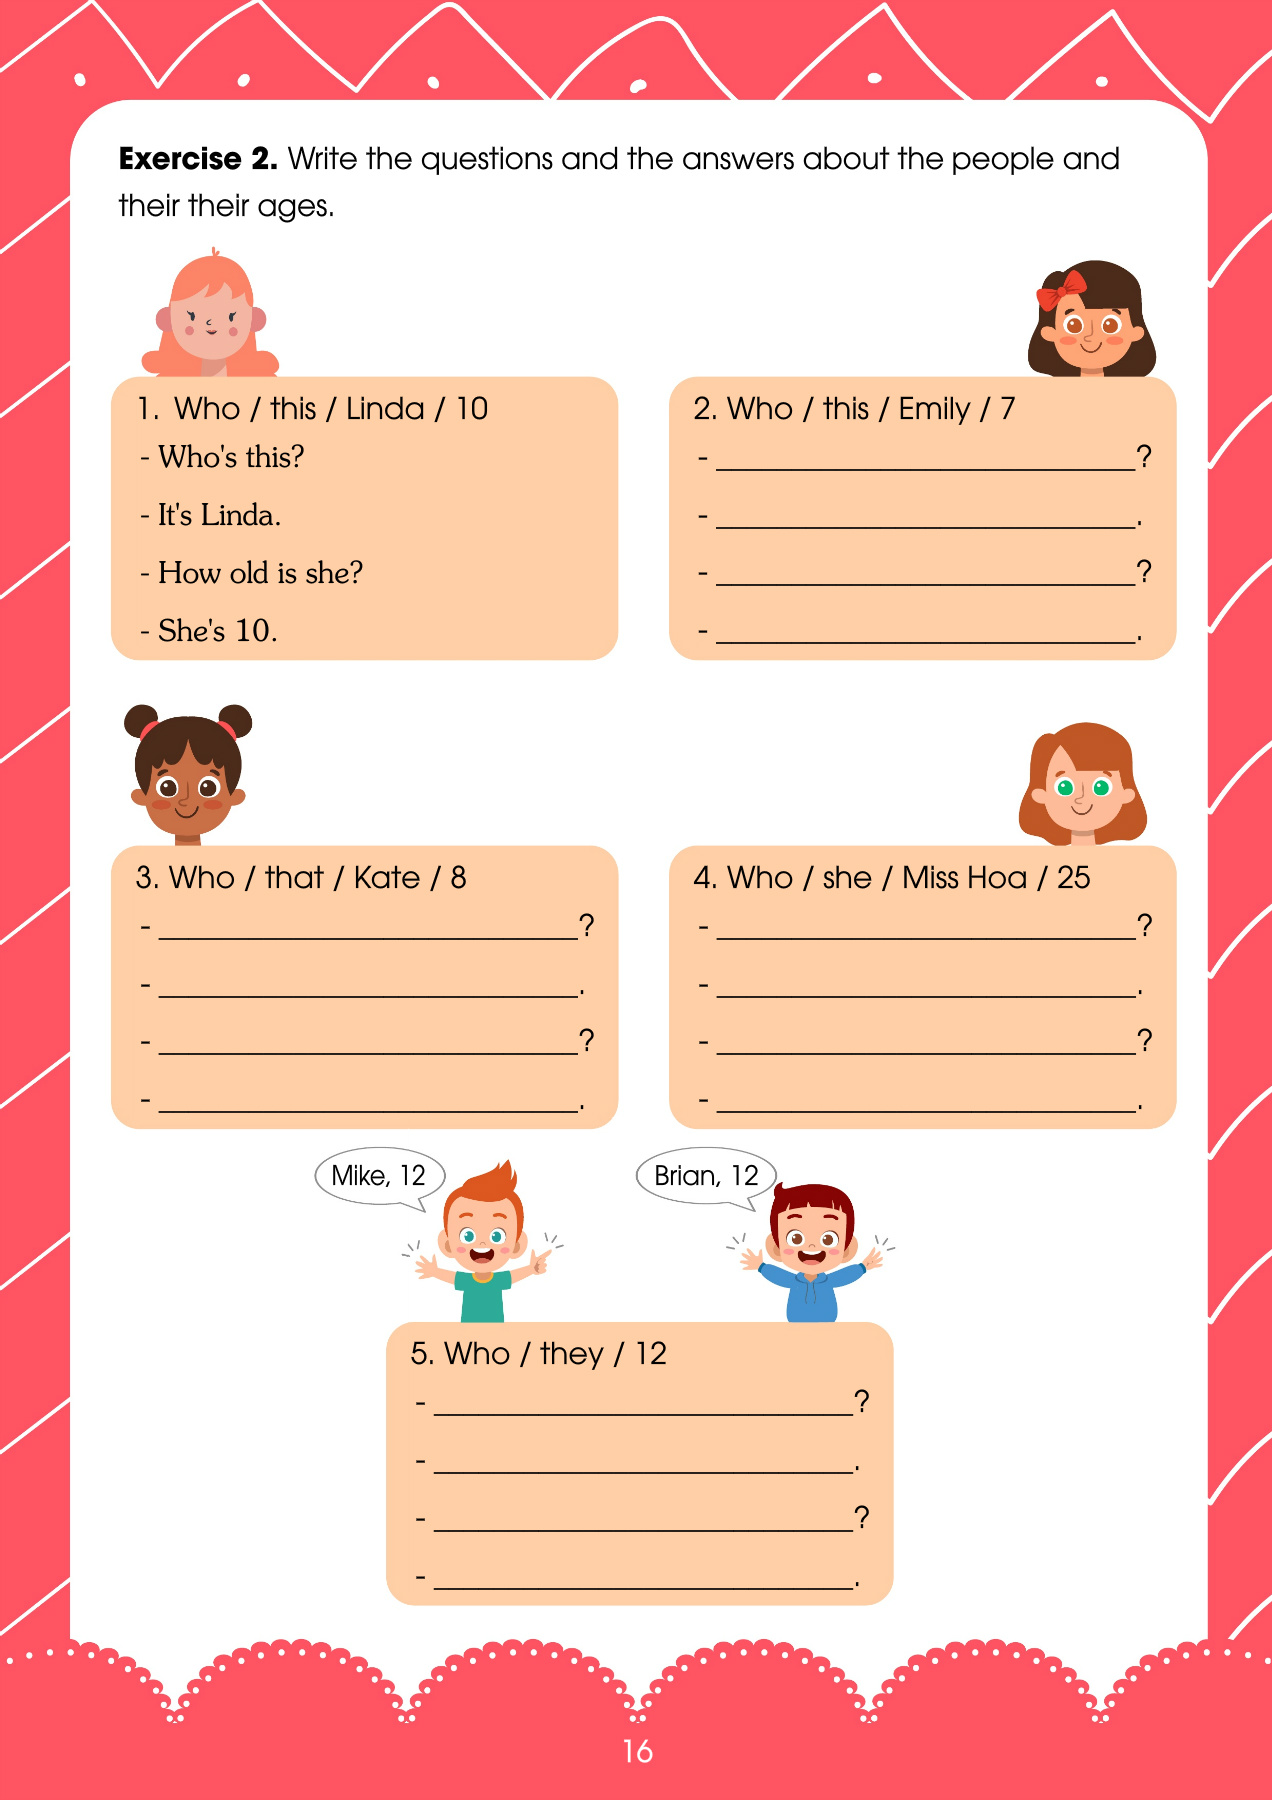 Exercise 2. Write the questions and the answers about the people and
their their ages.
1. Who / this / Linda / 10
- Who's this?
- It's Linda.
- How old is she?
- She's 10.
2. Who / this / Emily / 7
- ____________________________?
- ____________________________.
- ____________________________?
- ____________________________.
3. Who / that / Kate / 8
- ____________________________?
- ____________________________.
- ____________________________?
- ____________________________.
4. Who / she / Miss Hoa / 25
- ____________________________?
- ____________________________.
- ____________________________?
- ____________________________.
Mike, 12
Brian, 12
5. Who / they / 12
- ____________________________?
- ____________________________.
- ____________________________?
- ____________________________.
16